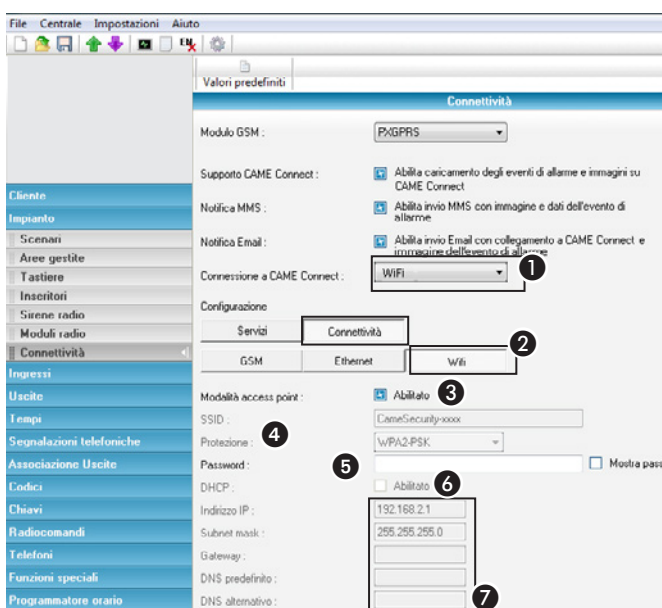 File Centrale Impostazioni Aiuto
Valori predefiniti
Connettività
Modulo GSM : PXGPRS
Supporto CAME Connect : Abilita caricamento degli eventi di allarme e immagini su
CAME Connect
Notifica MMS : Abilita invio MMS con immagine e dati dell'evento di
allarme
Notifica Email : Abilita invio Email con collegamento a CAME Connect e
immagine dell'evento di allarme
Connessione a CAME Connect : WiFi 1
Configurazione
Servizi Connettività
GSM Ethernet Wifi 2
Modalità access point : Abilitato 3
SSID : CameSecurity-xxxx
Protezione : 4 WPA2-PSK
Password : 5 Mostra pass
DHCP : Abilitato 6
Indirizzo IP : 192.168.2.1
Subnet mask : 255.255.255.0
Gateway :
DNS predefinito :
DNS alternativo : 7
Cliente
Impianto
Scenari
Aree gestite
Tastiere
Inseritori
Sirene radio
Moduli radio
Connettività
Ingressi
Uscite
Tempi
Segnalazioni telefoniche
Associazione Uscite
Codici
Chiavi
Radiocomandi
Telefoni
Funzioni speciali
Programmatore orario